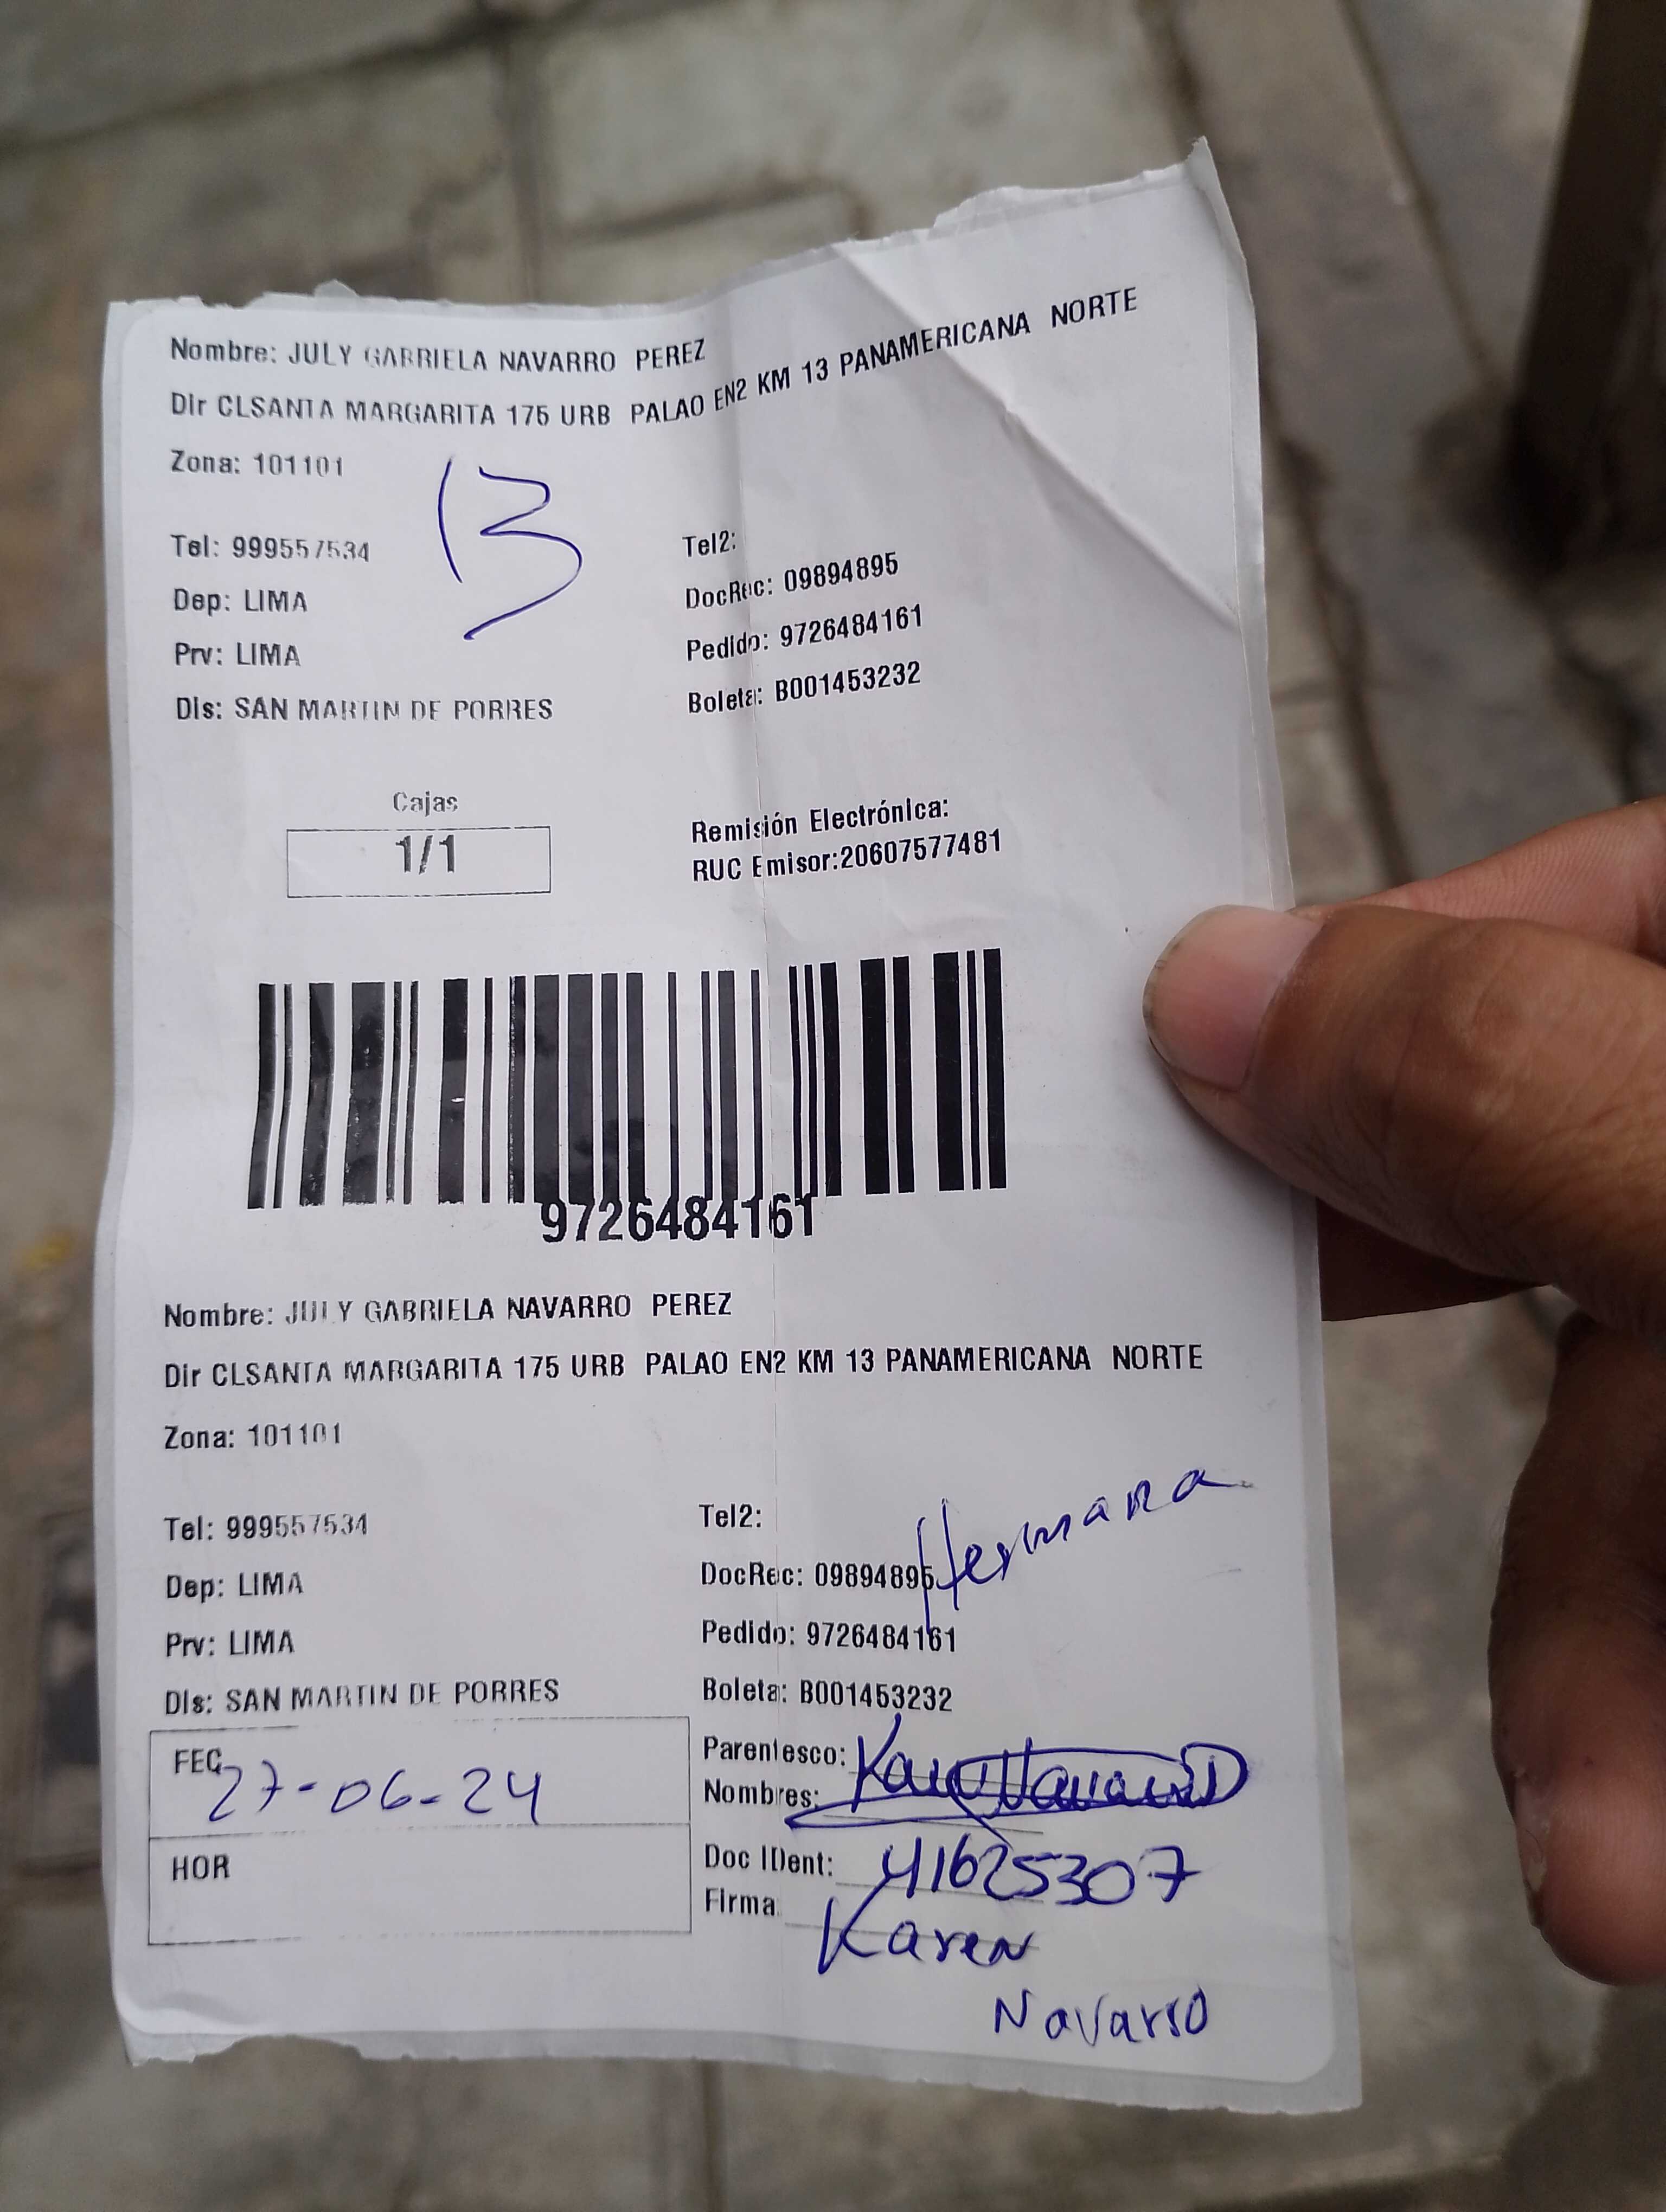 Nombre: JULY GABRIELA NAVARRO PEREZ
Dir CLSANTA MARGARITA 175 URB PALAO EN2 KM 13 PANAMERICANA NORTE
Zona: 101101
13
Tel: 999557534
Tel2:
Dep: LIMA
DocRec: 09894895
Prv: LIMA
Pedido: 9726484161
Dis: SAN MARTIN DE PORRES
Boleta: B001453232
Cajas
1/1
Remisión Electrónica:
RUC Emisor:20607577481
9726484161
Nombre: JULY GABRIELA NAVARRO PEREZ
Dir CLSANTA MARGARITA 175 URB PALAO EN2 KM 13 PANAMERICANA NORTE
Zona: 101101
Hermana
Tel: 999557534
Tel2:
Dep: LIMA
DocRec: 09894895
Prv: LIMA
Pedido: 9726484161
Dis: SAN MARTIN DE PORRES
Boleta: B001453232
FEC 27-06-24
HOR
Parentesco:
Nombres:
Doc IDent: 41625307
Firma
Karen
Navarro